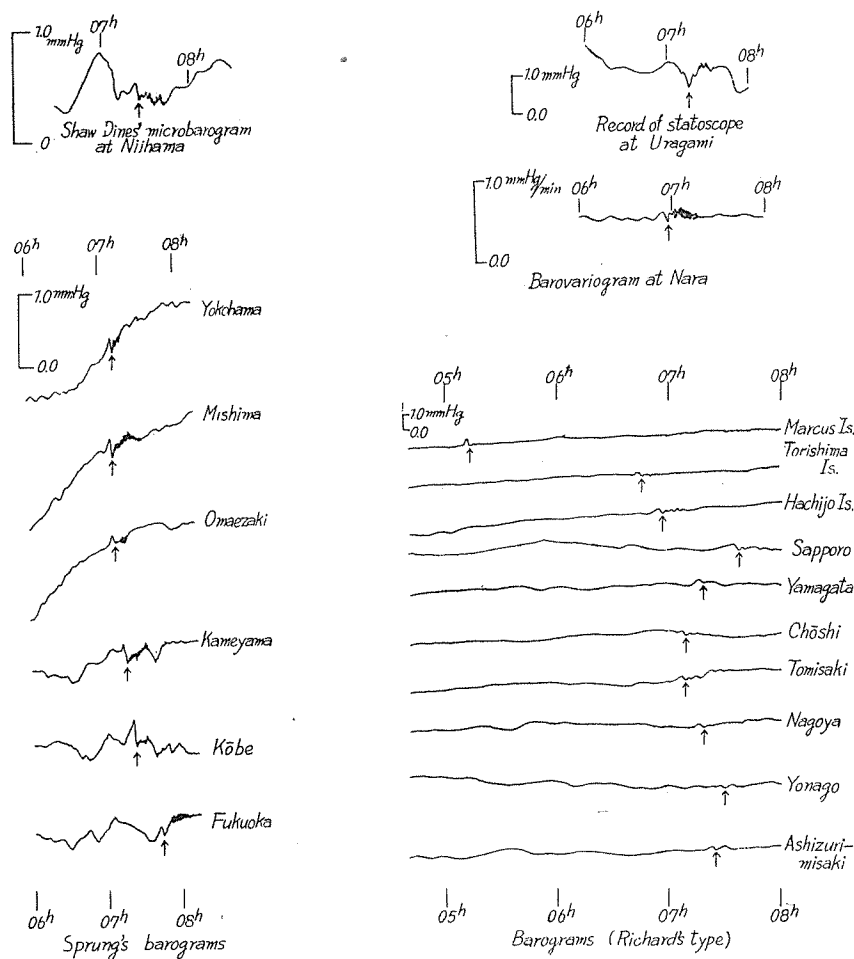 1.0
mmHg
07h
08h
0
Shaw Dines' microbarogram
at Niihama
06h
07h
08h
1.0 mmHg
0.0
Record of statoscope
at Uragami
1.0 mmHg/min
06h
07h
08h
0.0
Barovariogram at Nara
06h
07h
08h
1.0 mmHg
0.0
Yokohama
Mishima
Omaezaki
Kameyama
Kōbe
Fukuoka
06h
07h
08h
Sprung's barograms
05h
06h
07h
08h
1.0 mmHg
0.0
Marcus Is.
Torishima
Is.
Hachijo Is.
Sapporo
Yamagata
Chōshi
Tomisaki
Nagoya
Yonago
Ashizuri-
misaki
05h
06h
07h
08h
Barograms (Richard's type)